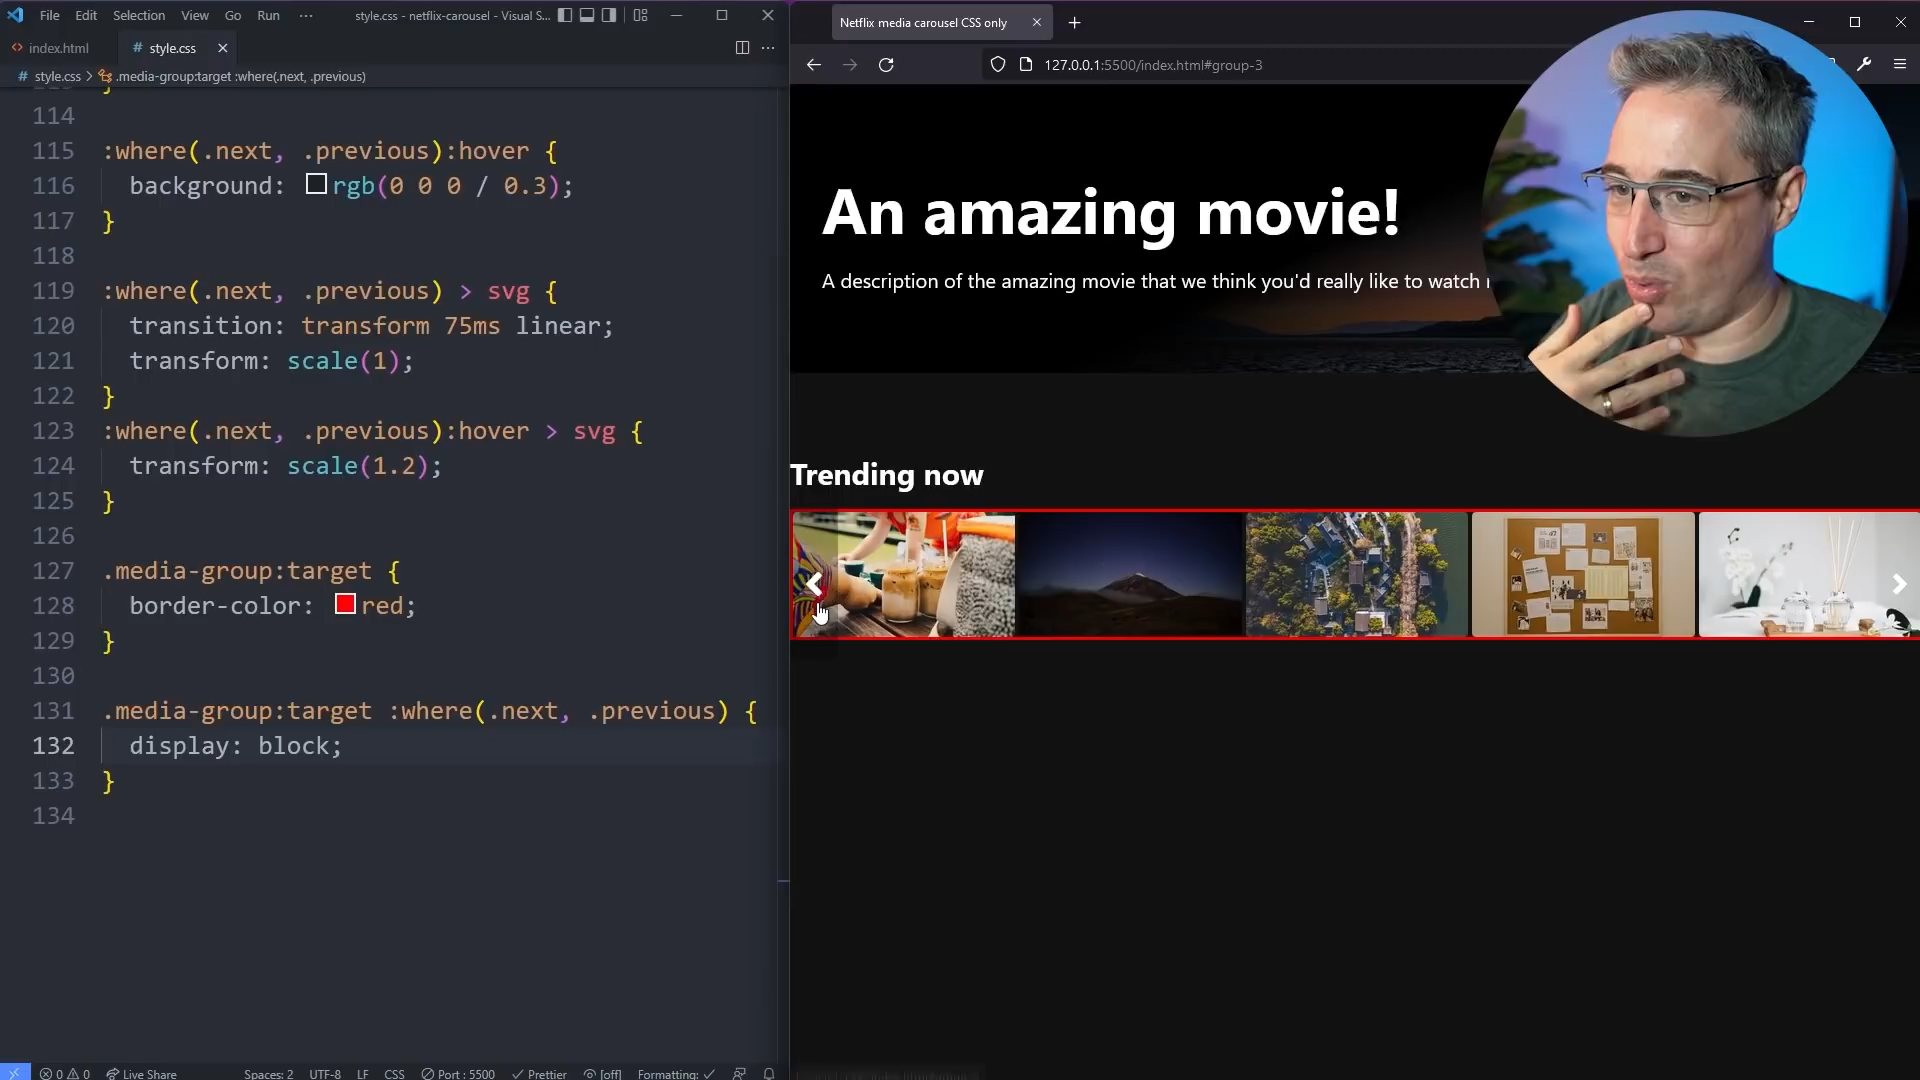 File Edit Selection View Go Run ··· style.css - netflix-carousel - Visual S...
index.html # style.css
# style.css > .media-group:target :where(.next, .previous)
114
115 :where(.next, .previous):hover {
116 background: rgb(0 0 0 / 0.3);
117 }
118
119 :where(.next, .previous) > svg {
120 transition: transform 75ms linear;
121 transform: scale(1);
122 }
123 :where(.next, .previous):hover > svg {
124 transform: scale(1.2);
125 }
126
127 .media-group:target {
128 border-color: red;
129 }
130
131 .media-group:target :where(.next, .previous) {
132 display: block;
133 }
134
0 0 Live Share Spaces: 2 UTF-8 LF CSS Port : 5500 Prettier [off] Formatting:
Netflix media carousel CSS only
127.0.0.1:5500/index.html#group-3
An amazing movie!
A description of the amazing movie that we think you'd really like to watch
Trending now